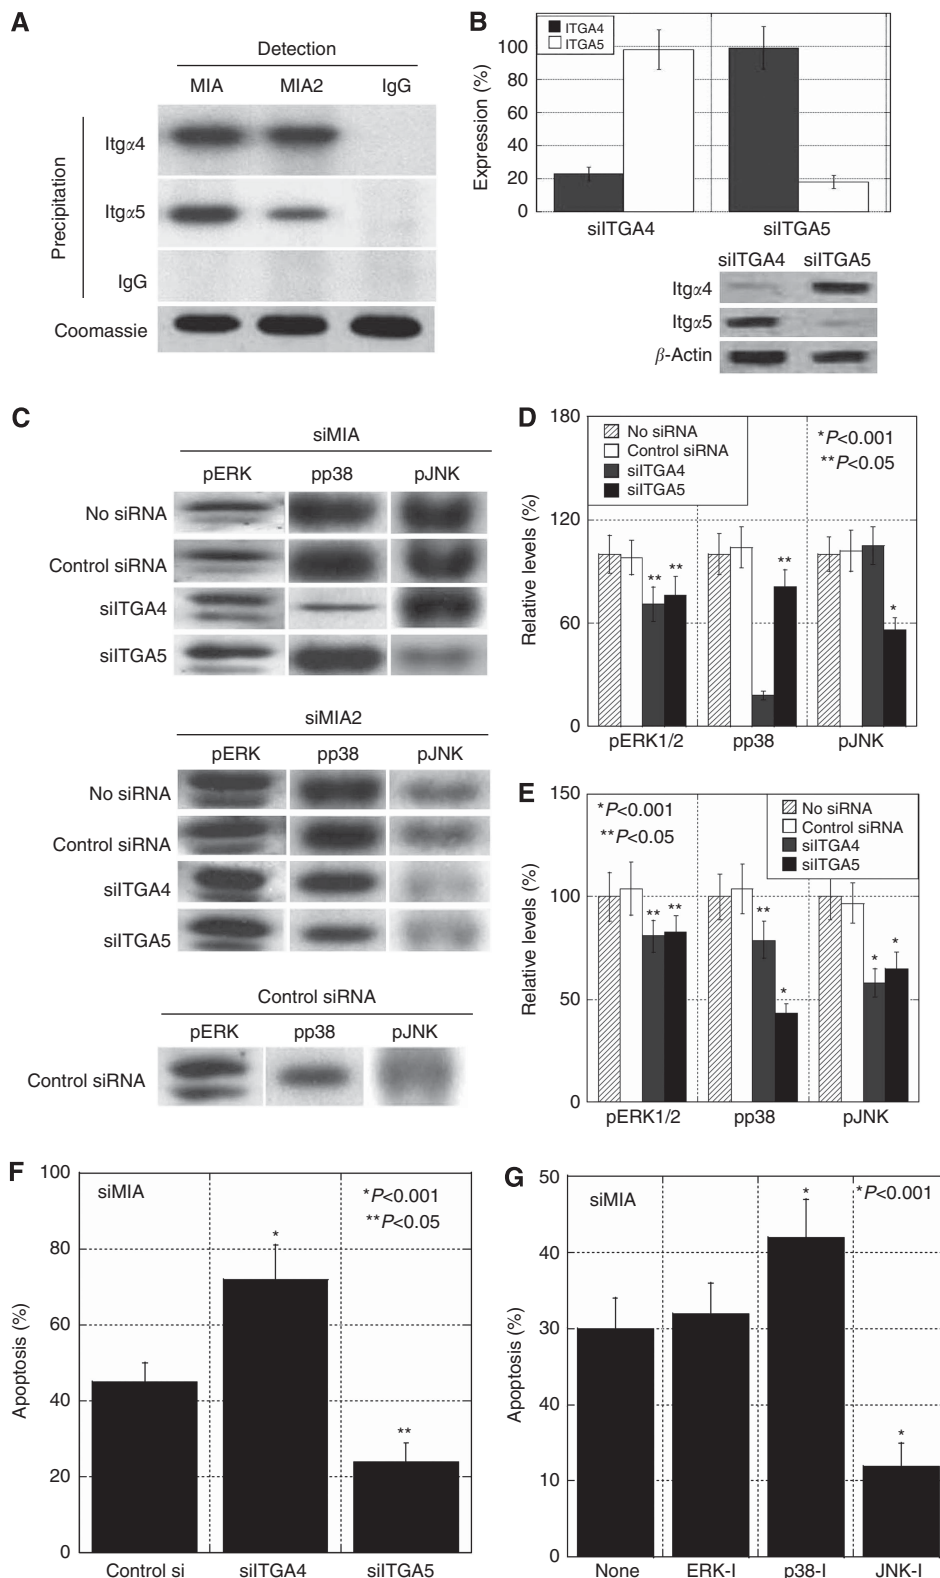 A
Detection
MIA MIA2 IgG
Precipitation
Itgα4
Itgα5
IgG
Coomassie
B
ITGA4
ITGA5
Expression (%)
100
80
60
40
20
0
siITGA4 siITGA5
siITGA4 siITGA5
Itgα4
Itgα5
β-Actin
C
siMIA
pERK pp38 pJNK
No siRNA
Control siRNA
siITGA4
siITGA5
siMIA2
pERK pp38 pJNK
No siRNA
Control siRNA
siITGA4
siITGA5
Control siRNA
pERK pp38 pJNK
Control siRNA
D
180
120
60
0
Relative levels (%)
No siRNA
Control siRNA
siITGA4
siITGA5
*P<0.001
**P<0.05
** ** ** *
pERK1/2 pp38 pJNK
E
150
100
50
0
Relative levels (%)
*P<0.001
**P<0.05
No siRNA
Control siRNA
siITGA4
siITGA5
** ** ** * * *
pERK1/2 pp38 pJNK
F
100
80
60
40
20
0
Apoptosis (%)
siMIA
*P<0.001
**P<0.05
*
**
Control si siITGA4 siITGA5
G
50
40
30
40
10
0
Apoptosis (%)
siMIA
*P<0.001
*
*
None ERK-I p38-I JNK-I